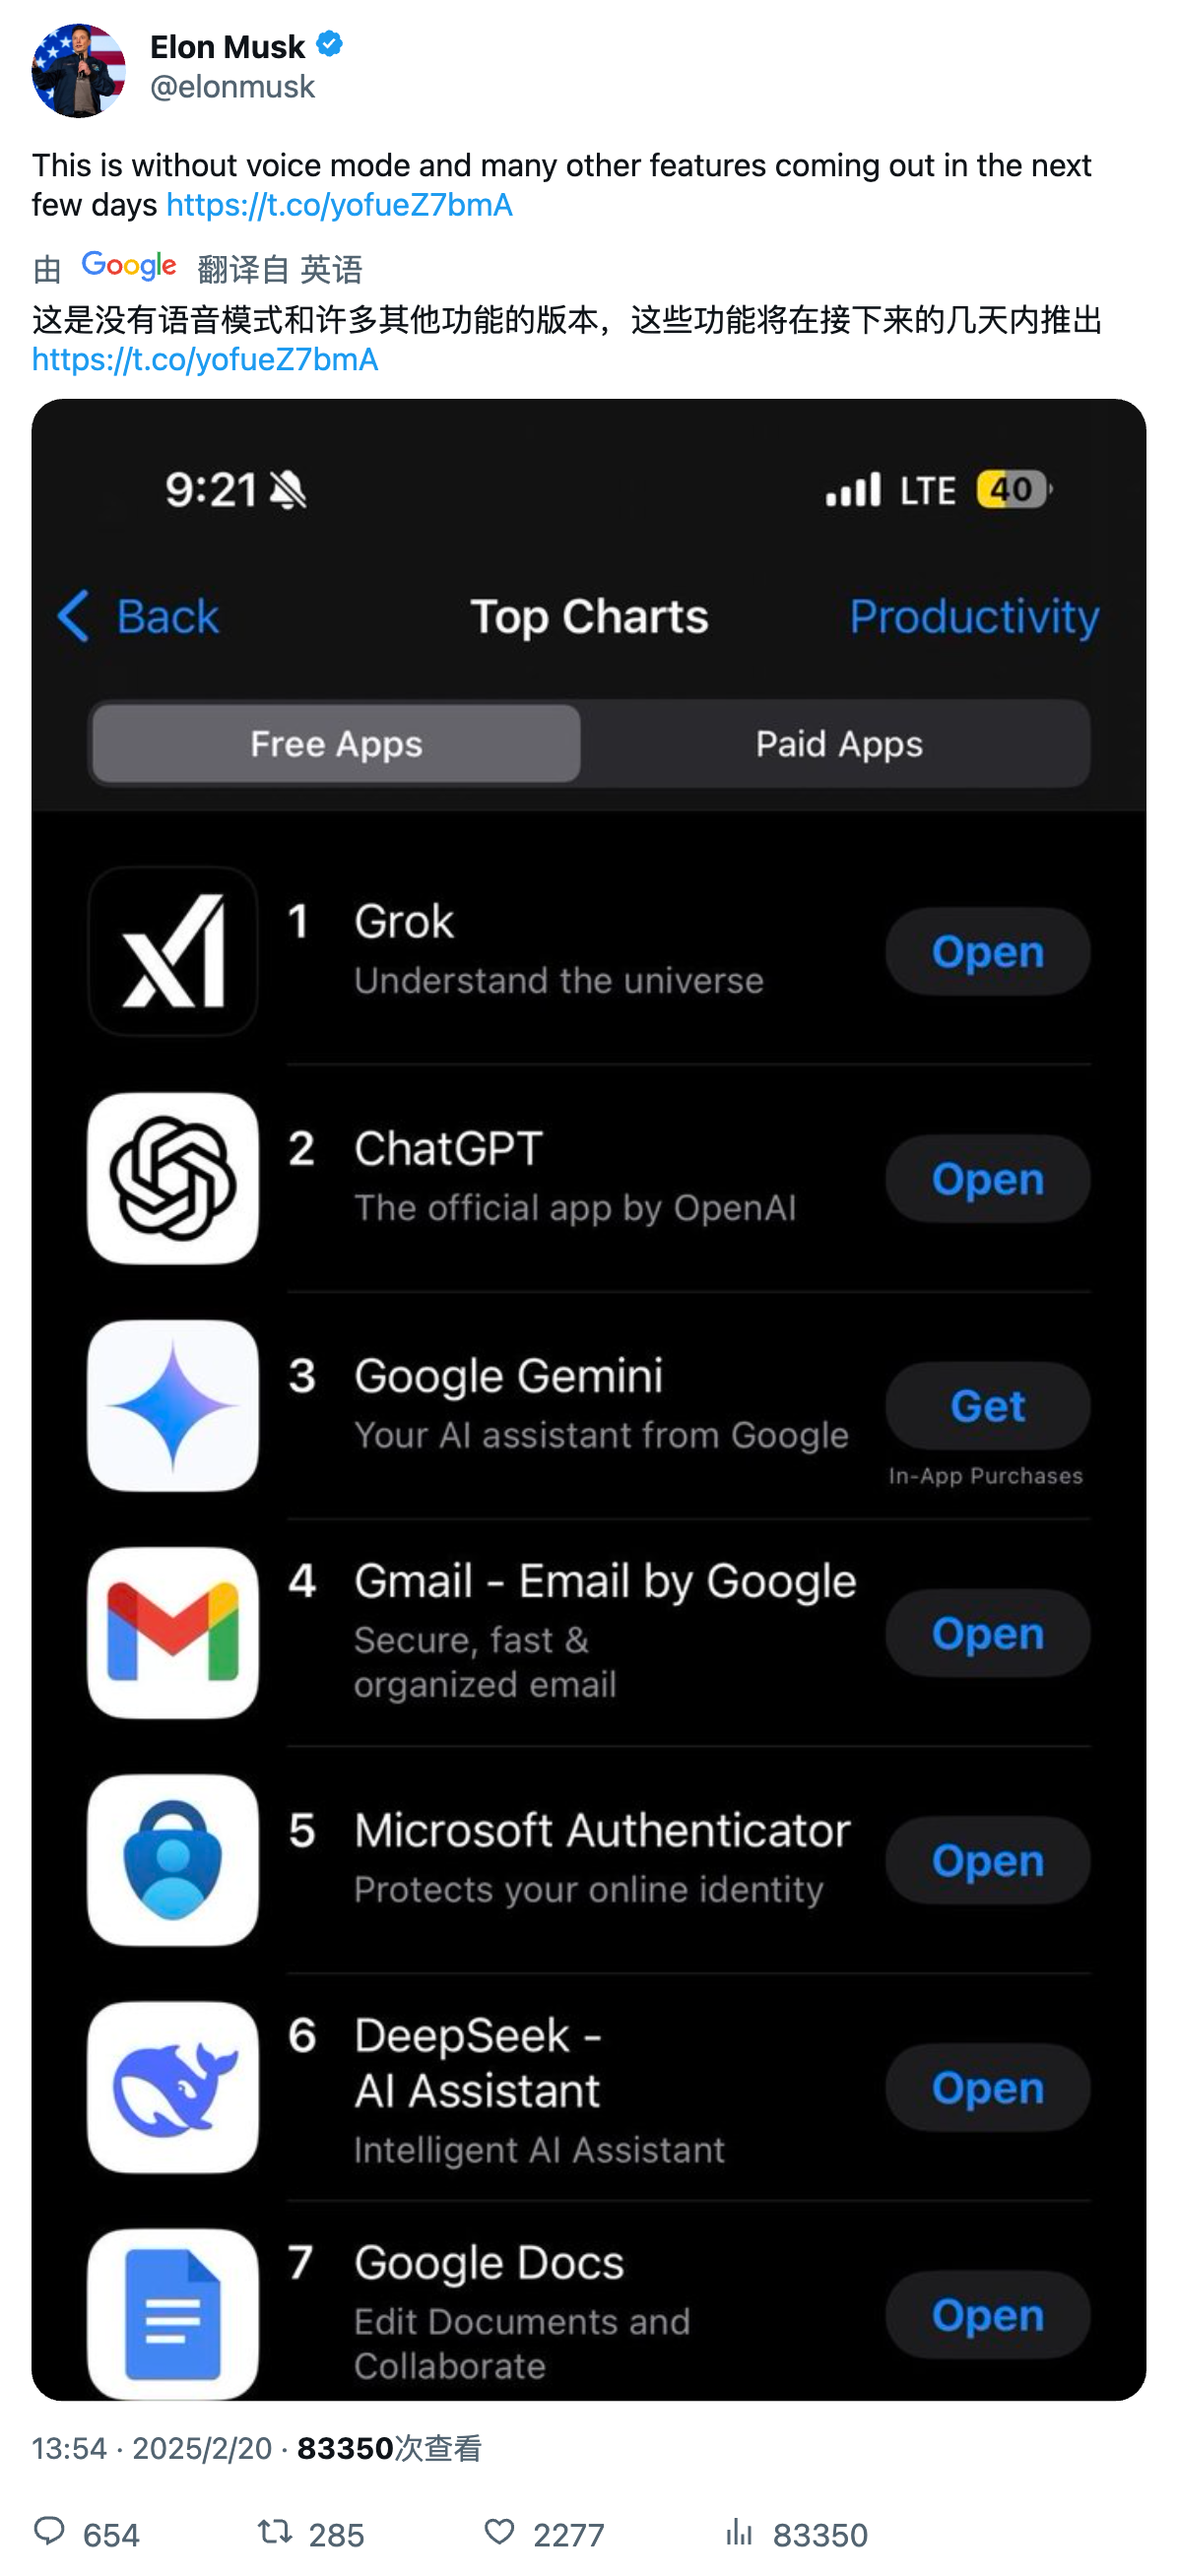 Elon Musk
@elonmusk
This is without voice mode and many other features coming out in the next
few days https://t.co/yofueZ7bmA
由 Google 翻译自 英语
这是没有语音模式和许多其他功能的版本，这些功能将在接下来的几天内推出
https://t.co/yofueZ7bmA
9:21 LTE 40
Back Top Charts Productivity
Free Apps Paid Apps
1 Grok
Understand the universe
Open
2 ChatGPT
The official app by OpenAI
Open
3 Google Gemini
Your AI assistant from Google
Get
In-App Purchases
4 Gmail - Email by Google
Secure, fast &
organized email
Open
5 Microsoft Authenticator
Protects your online identity
Open
6 DeepSeek -
AI Assistant
Intelligent AI Assistant
Open
7 Google Docs
Edit Documents and
Collaborate
Open
13:54 · 2025/2/20 · 83350次查看
654 285 2277 83350